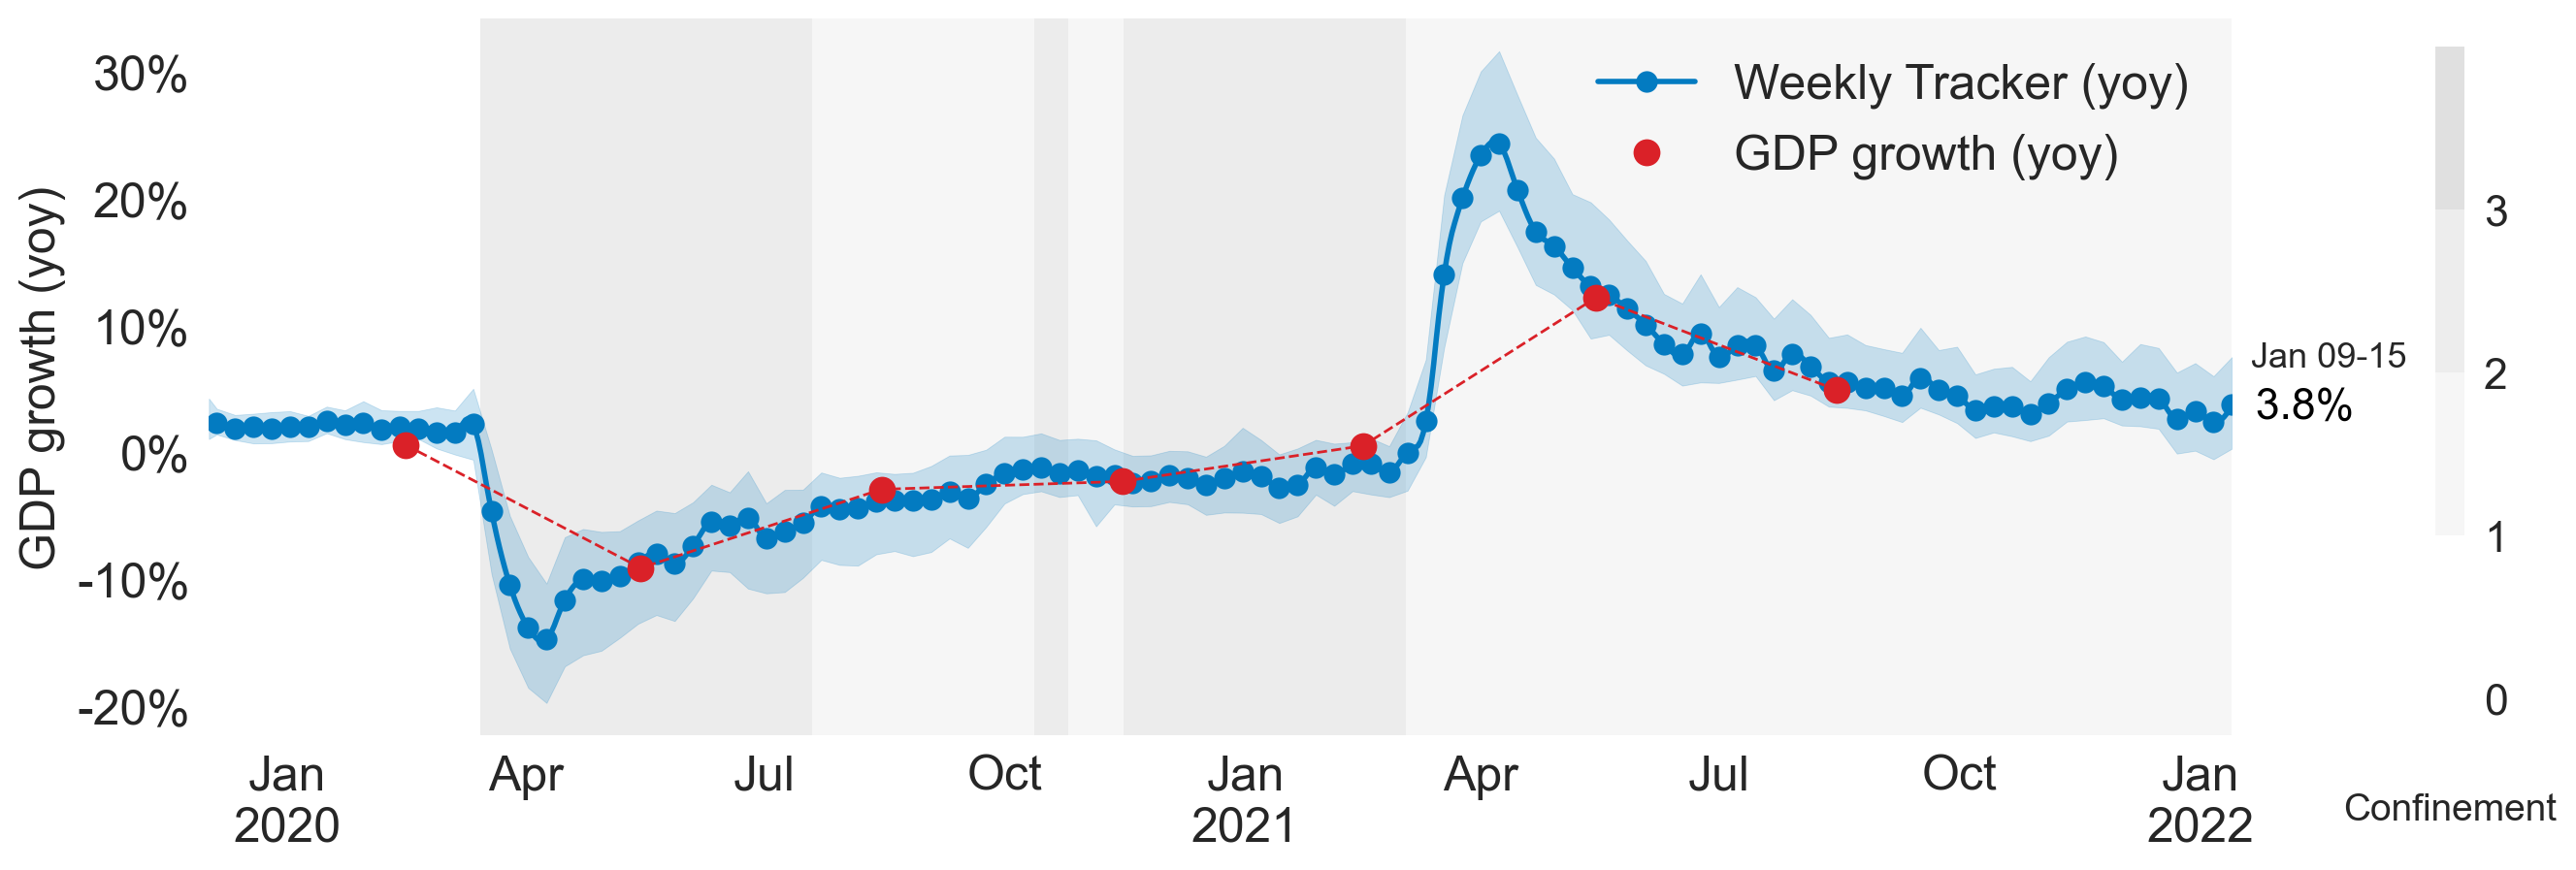 GDP growth (yoy)
30%
20%
10%
0%
-10%
-20%
Weekly Tracker (yoy)
GDP growth (yoy)
Jan 09-15
3.8%
3
2
1
0
Confinement
Jan Apr Jul Oct Jan Apr Jul Oct Jan
2020 2021 2022